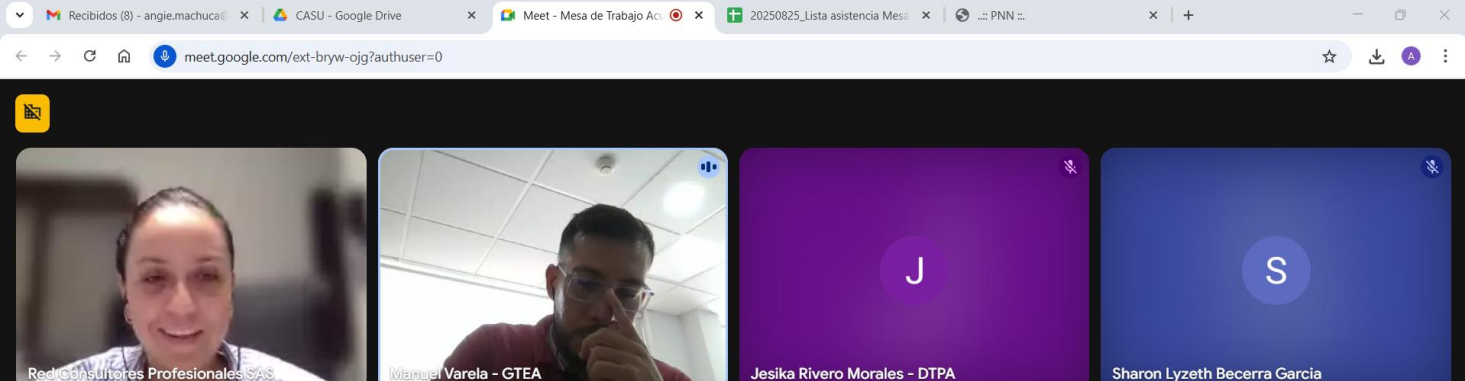 Recibidos (8) - angie.machuca@
CASU - Google Drive
Meet - Mesa de Trabajo Acu
20250825_Lista asistencia Mesa
..:: PNN ::.
meet.google.com/ext-bryw-ojg?authuser=0
A
J
S
Red Consultores Profesionales SAS
Manuel Varela - GTEA
Jesika Rivero Morales - DTPA
Sharon Lyzeth Becerra Garcia